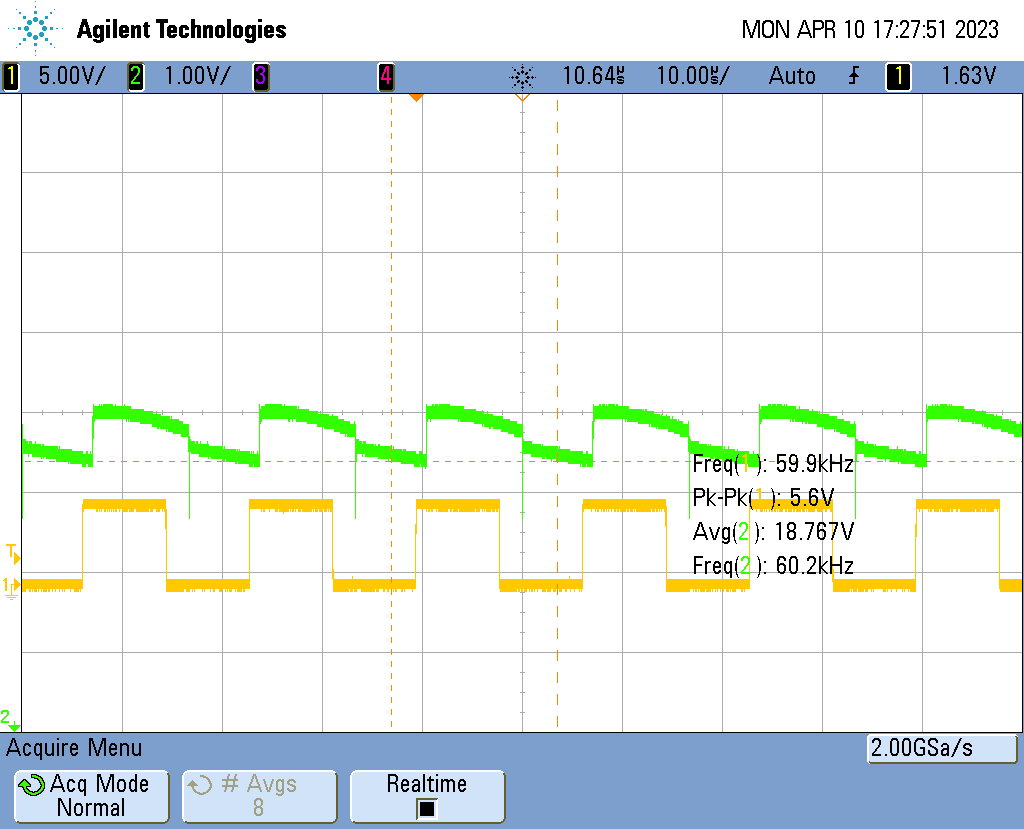 Agilent Technologies
MON APR 10 17:27:51 2023
1 5.00V/ 2 1.00V/ 3 4 10.64µs 10.00µs/ Auto 1 1.63V
Freq(1): 59.9kHz
Pk-Pk(1): 5.6V
Avg(2): 18.767V
Freq(2): 60.2kHz
T
1
2
Acquire Menu
2.00GSa/s
Acq Mode
Normal
# Avgs
8
Realtime